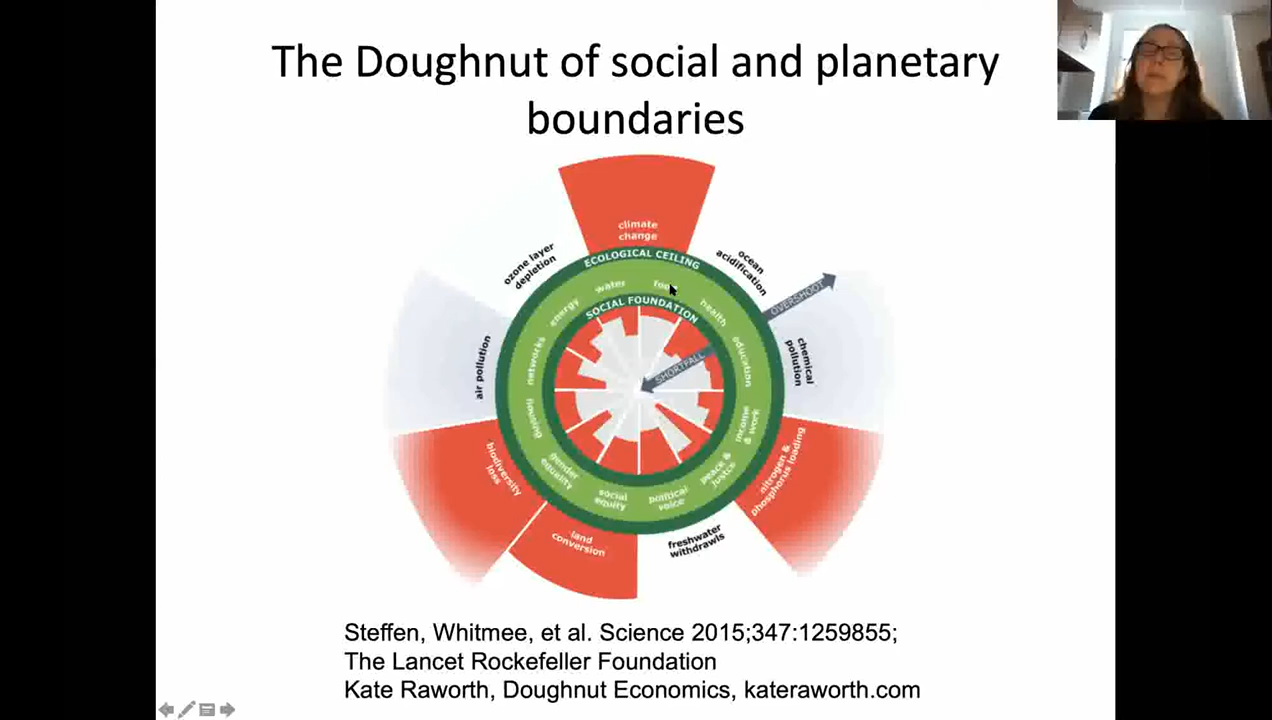 The Doughnut of social and planetary
boundaries
climate
change
ocean
acidification
chemical
pollution
nitrogen &
phosphorus loading
freshwater
withdrawls
land
conversion
biodiversity
loss
air pollution
ozone layer
depletion
ECOLOGICAL CEILING
OVERSHOOT
water
health
education
income
& work
peace &
justce
political
voice
social
equity
gender
equality
housing
networks
energy
SOCIAL FOUNDATION
SHORTFALL
Steffen, Whitmee, et al. Science 2015;347:1259855;
The Lancet Rockefeller Foundation
Kate Raworth, Doughnut Economics, kateraworth.com